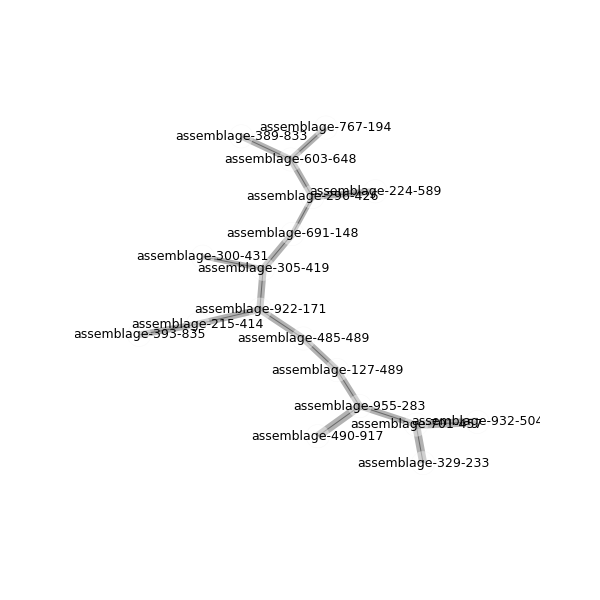 assemblage-767-194
assemblage-389-833
assemblage-603-648
assemblage-224-589
assemblage-296-426
assemblage-691-148
assemblage-300-431
assemblage-305-419
assemblage-922-171
assemblage-215-414
assemblage-393-835
assemblage-485-489
assemblage-127-489
assemblage-955-283
assemblage-932-504
assemblage-701-457
assemblage-490-917
assemblage-329-233